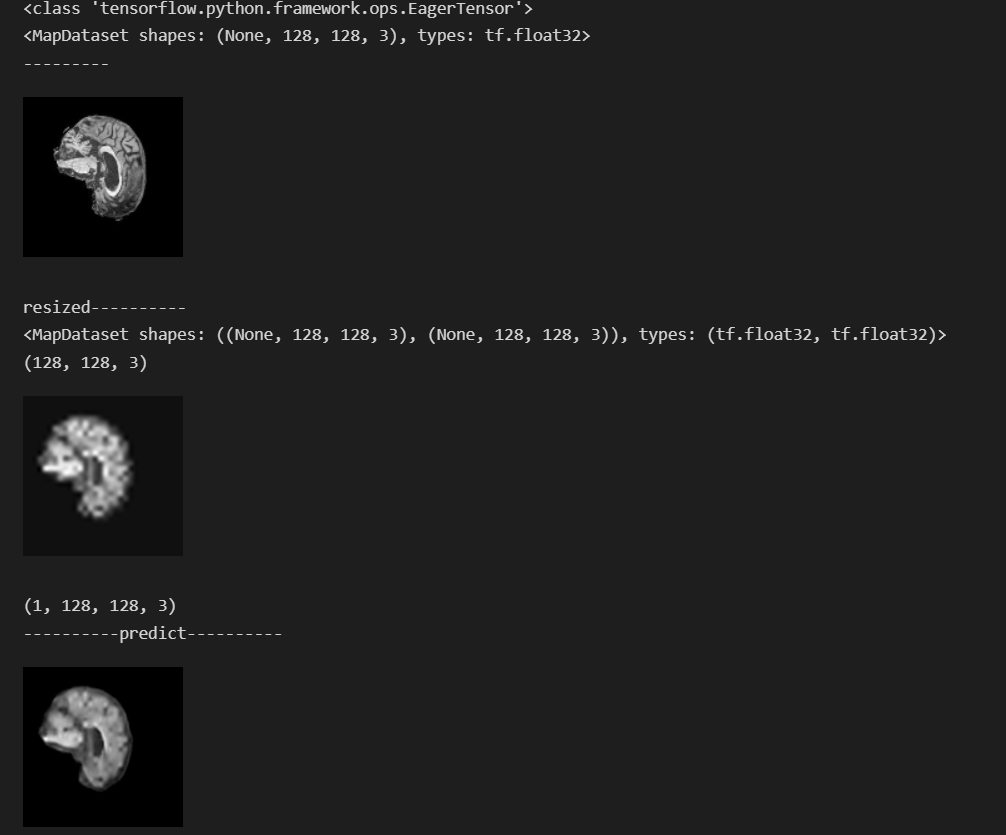 <class 'tensorflow.python.framework.ops.EagerTensor'>
<MapDataset shapes: (None, 128, 128, 3), types: tf.float32>
---------
resized----------
<MapDataset shapes: ((None, 128, 128, 3), (None, 128, 128, 3)), types: (tf.float32, tf.float32)>
(128, 128, 3)
(1, 128, 128, 3)
----------predict----------